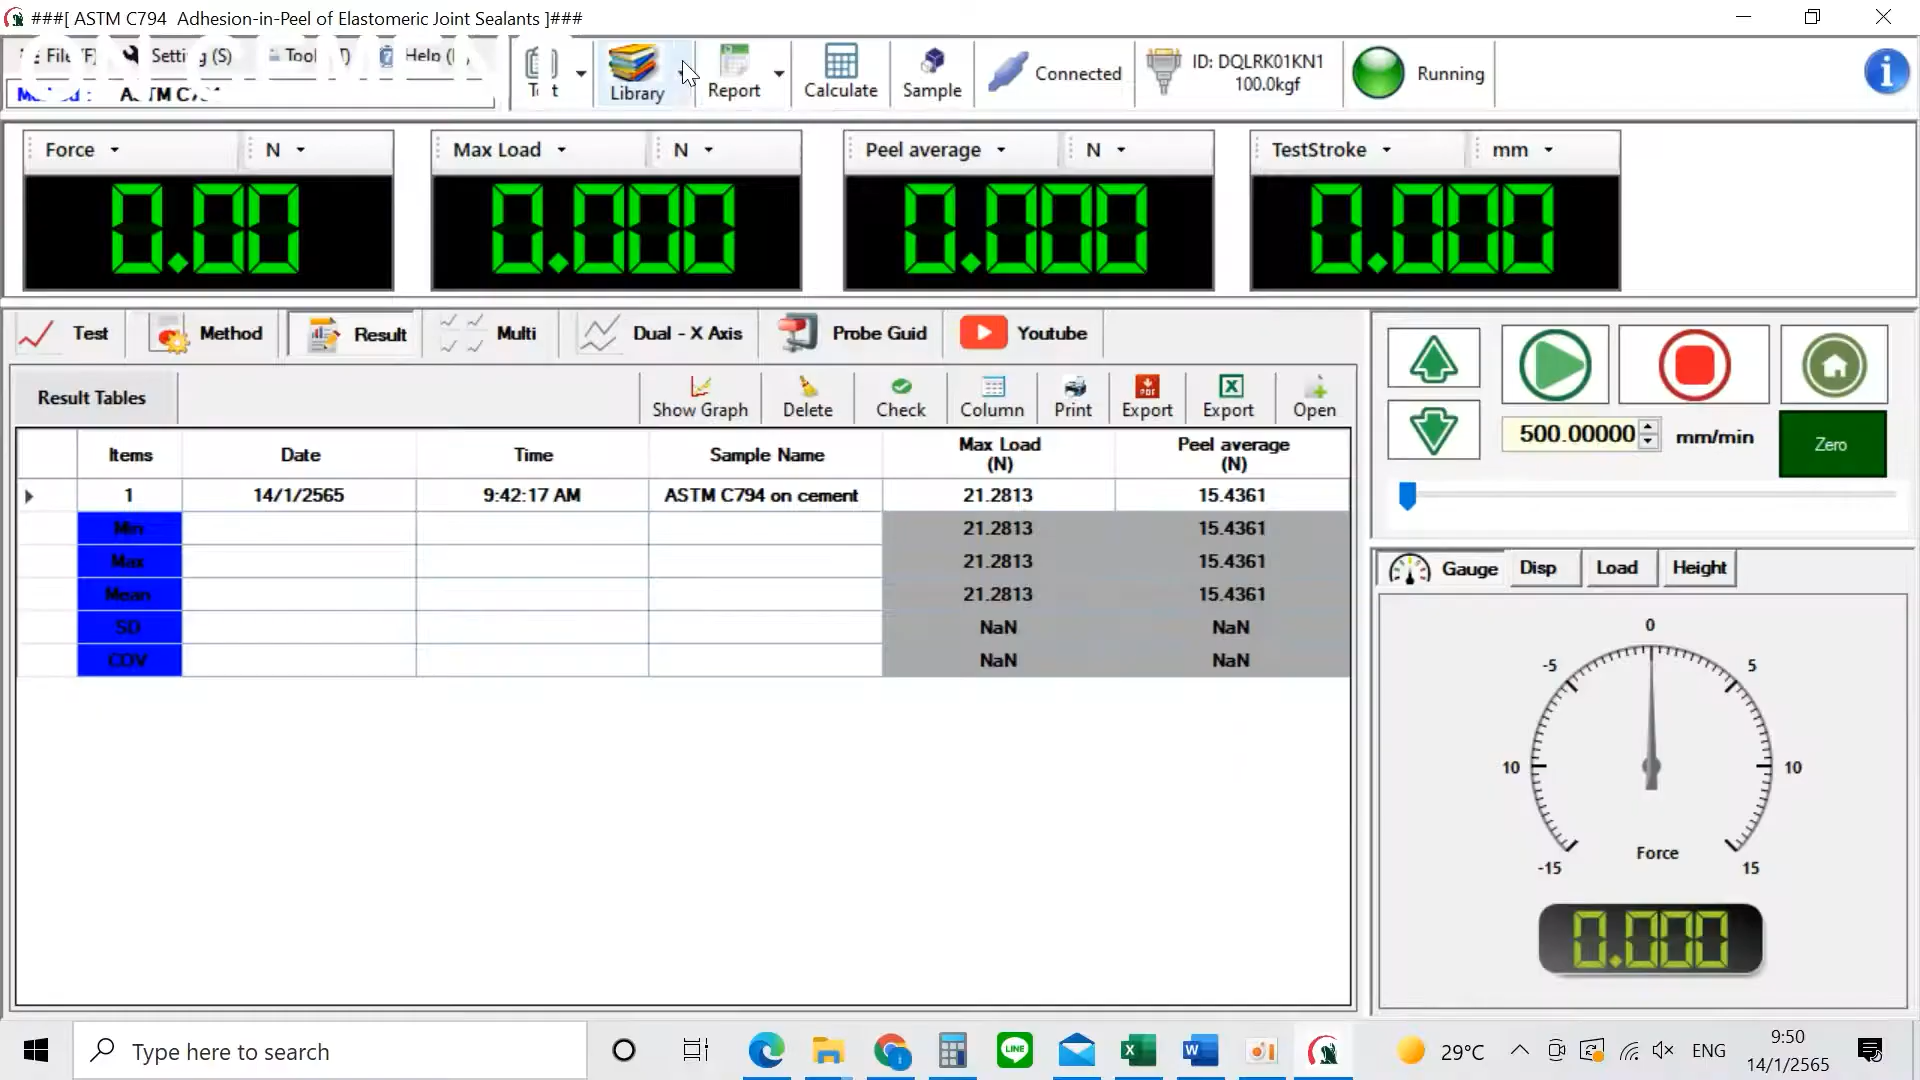 ###[ ASTM C794  Adhesion-in-Peel of Elastomeric Joint Sealants ]###
File(F) Setting (S) Help
Library
Report
Calculate
Sample
Connected
ID: DQLRK01KN1
100.0kgf
Running
Force N
Max Load N
Peel average N
TestStroke mm
0.00
0.000
0.000
0.000
Test
Method
Result
Multi
Dual - X Axis
Probe Guid
Youtube
Result Tables
Show Graph
Delete
Check
Column
Print
PDF
Export
Export
Open
Items Date Time Sample Name Max Load (N) Peel average (N)
1 14/1/2565 9:42:17 AM ASTM C794 on cement 21.2813 15.4361
Min 21.2813 15.4361
Max 21.2813 15.4361
Mean 21.2813 15.4361
SD NaN NaN
COV NaN NaN
500.00000 mm/min
Zero
Gauge Disp Load Height
0
-5 5
10 10
-15 15
Force
0.000
Type here to search
LINE
29°C
ENG
9:50
14/1/2565